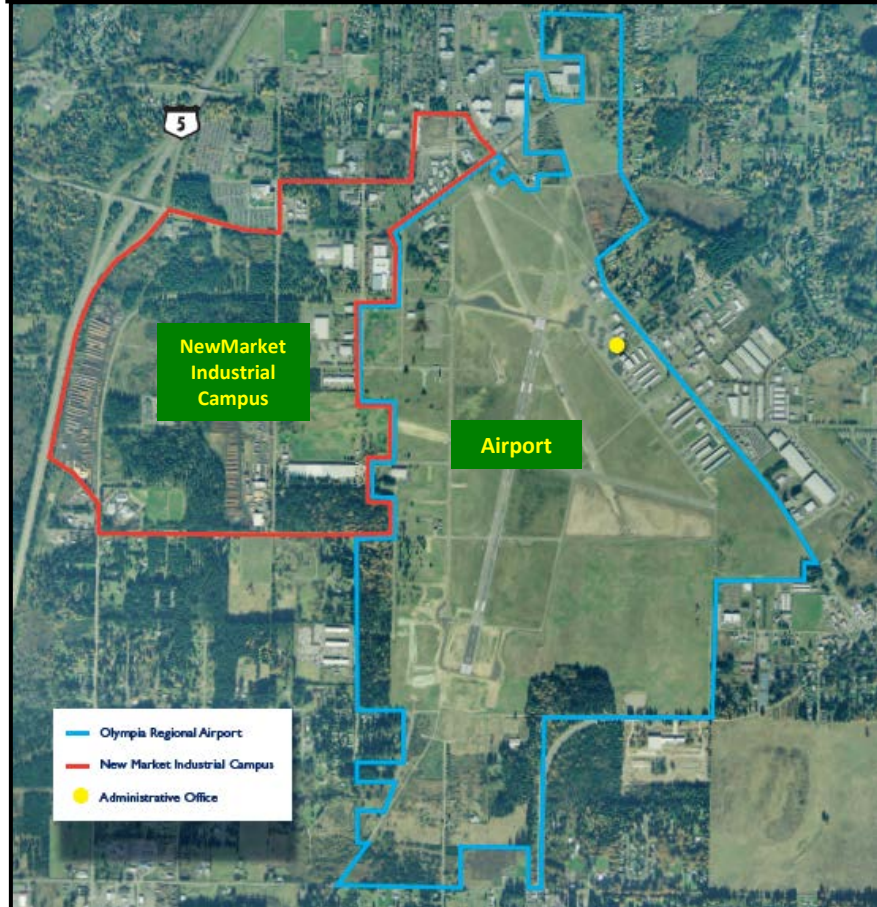 5
NewMarket
Industrial
Campus
Airport
Olympia Regional Airport
New Market Industrial Campus
Administrative Office